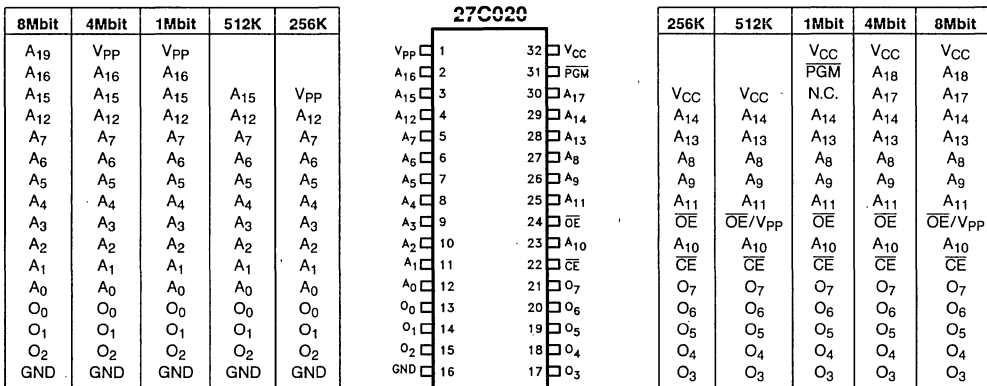 27C020
8Mbit 4Mbit 1Mbit 512K 256K
A19 VPP VPP
A16 A16 A16
A15 A15 A15 A15 VPP
A12 A12 A12 A12 A12
A7 A7 A7 A7 A7
A6 A6 A6 A6 A6
A5 A5 A5 A5 A5
A4 A4 A4 A4 A4
A3 A3 A3 A3 A3
A2 A2 A2 A2 A2
A1 A1 A1 A1 A1
A0 A0 A0 A0 A0
O0 O0 O0 O0 O0
O1 O1 O1 O1 O1
O2 O2 O2 O2 O2
GND GND GND GND GND
VPP 1 32 VCC
A16 2 31 PGM
A15 3 30 A17
A12 4 29 A14
A7 5 28 A13
A6 6 27 A8
A5 7 26 A9
A4 8 25 A11
A3 9 24 OE
A2 10 23 A10
A1 11 22 CE
A0 12 21 O7
O0 13 20 O6
O1 14 19 O5
O2 15 18 O4
GND 16 17 O3
256K 512K 1Mbit 4Mbit 8Mbit
VCC VCC VCC
PGM A18 A18
VCC VCC N.C. A17 A17
A14 A14 A14 A14 A14
A13 A13 A13 A13 A13
A8 A8 A8 A8 A8
A9 A9 A9 A9 A9
A11 A11 A11 A11 A11
OE OE/VPP OE OE OE/VPP
A10 A10 A10 A10 A10
CE CE CE CE CE
O7 O7 O7 O7 O7
O6 O6 O6 O6 O6
O5 O5 O5 O5 O5
O4 O4 O4 O4 O4
O3 O3 O3 O3 O3